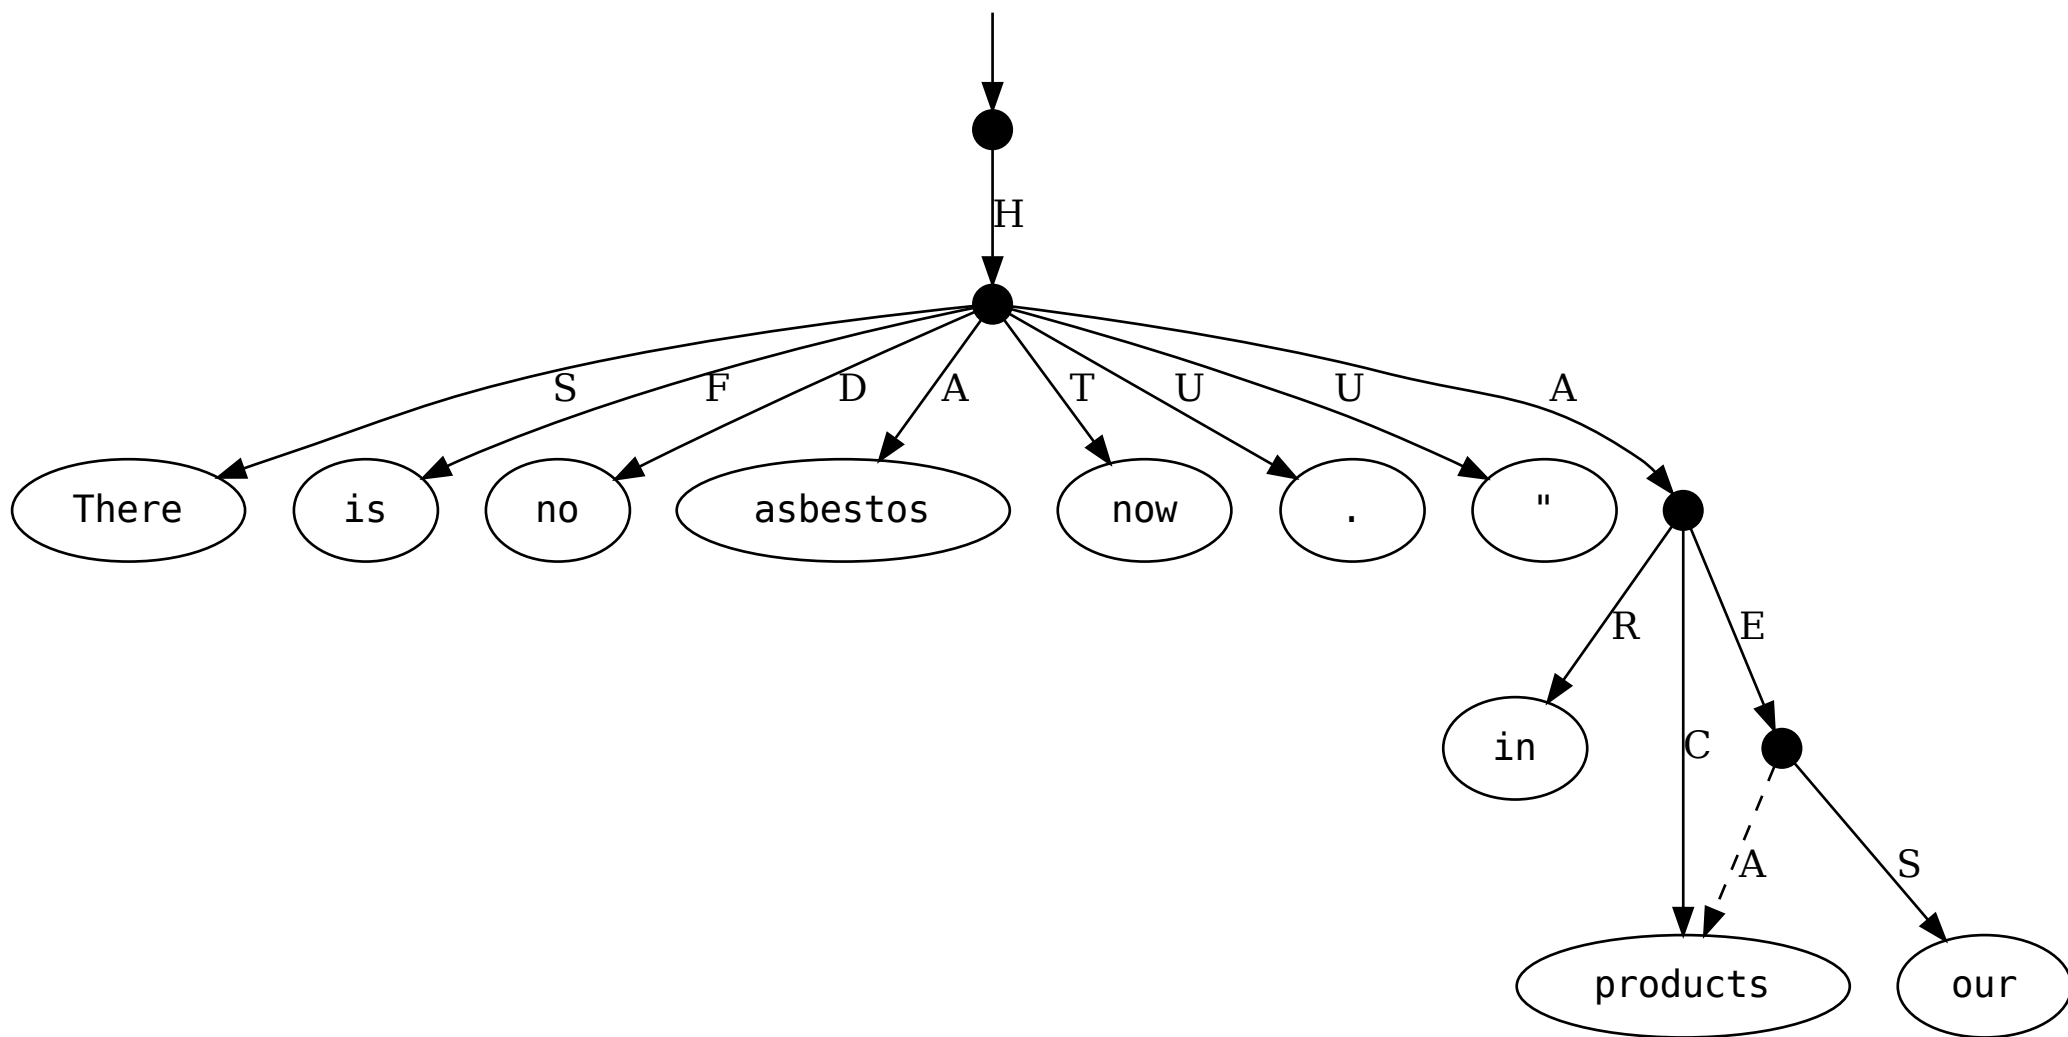 H
S F D A T U U A
There is no asbestos now . "
R E
C
in
A S
products our